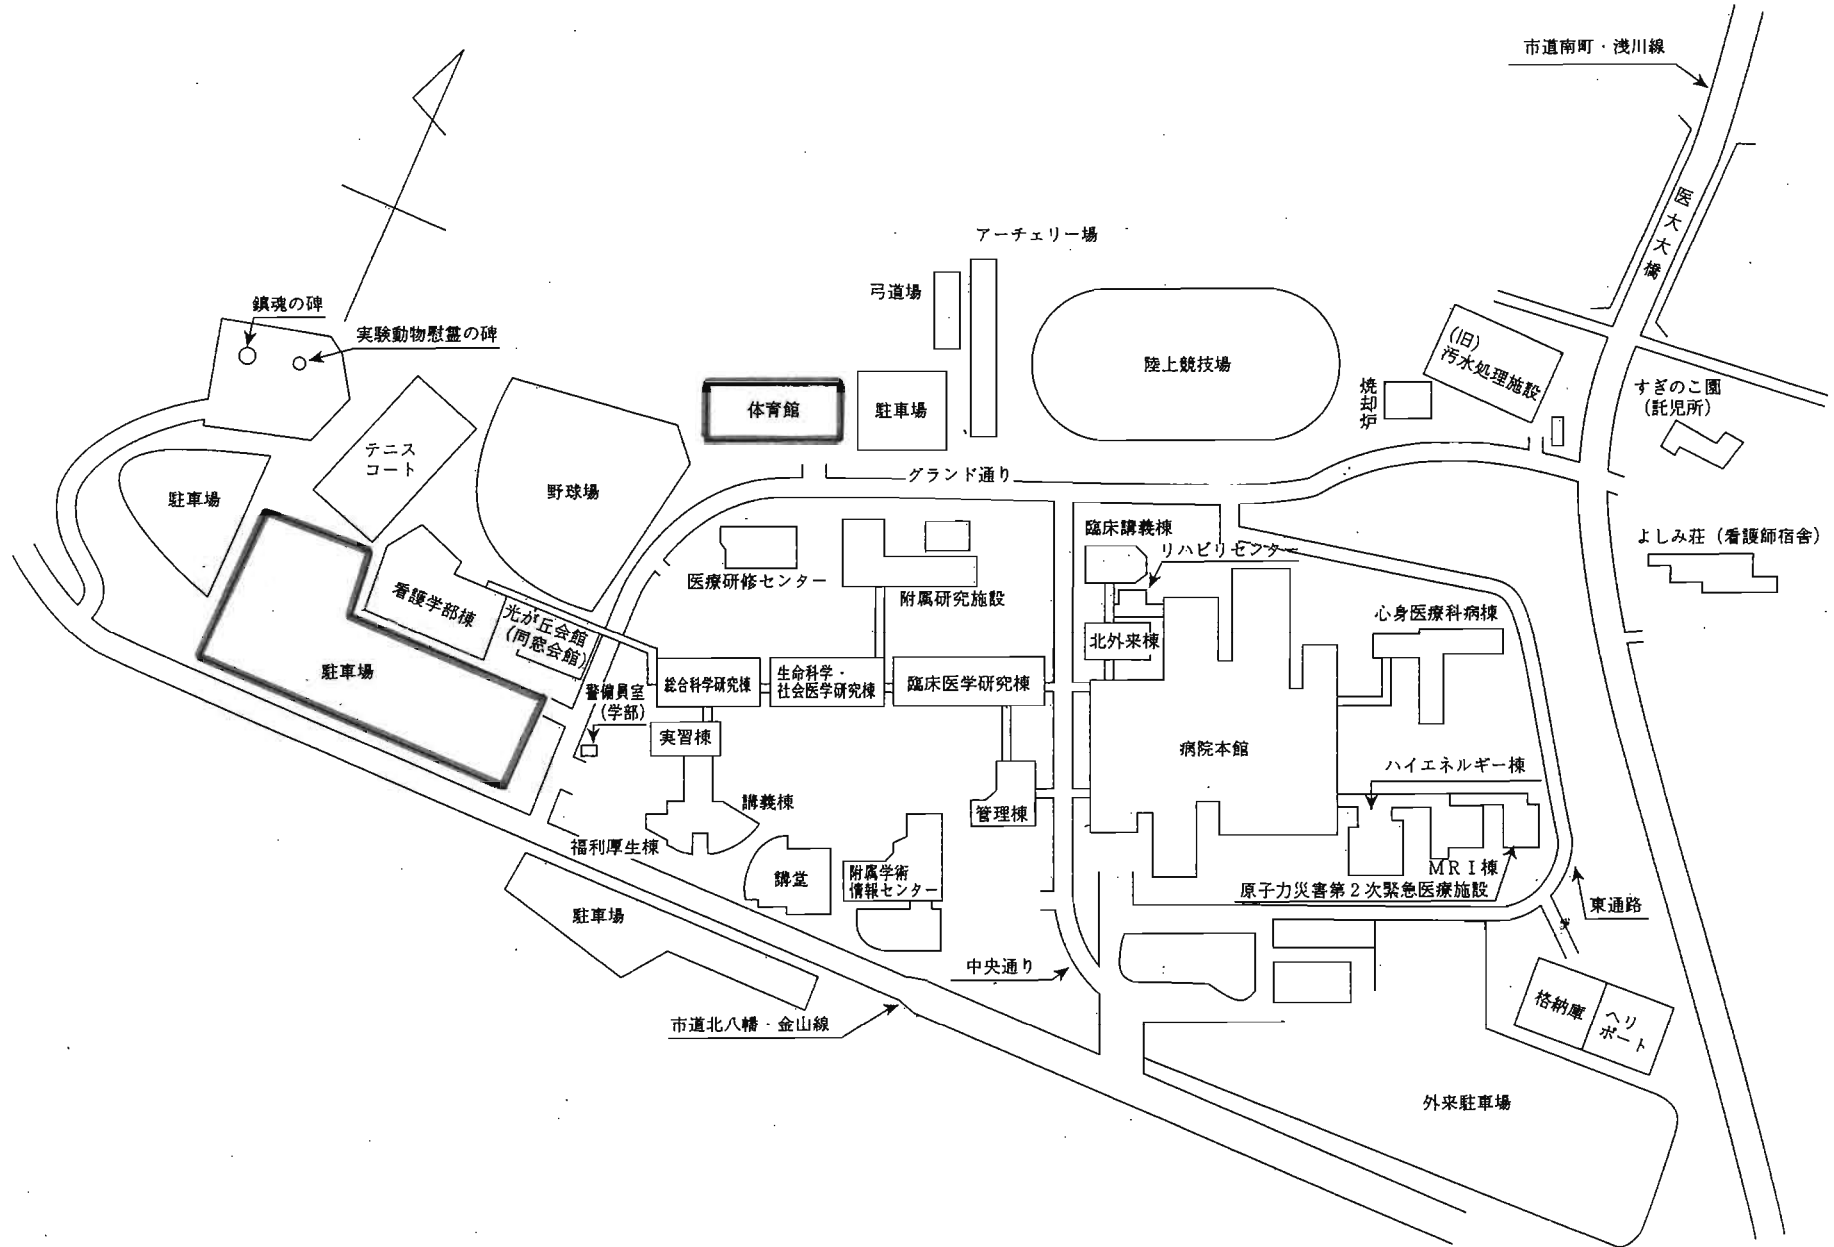 市道南町・浅川線
医大大橋
アーチェリー場
弓道場
鎮魂の碑
実験動物慰霊の碑
陸上競技場
(旧)
汚水処理施設
焼却炉
すぎのこ園
(託児所)
体育館
駐車場
テニス
コート
グランド通り
野球場
駐車場
臨床講義棟
リハビリセンター
よしみ荘(看護師宿舎)
医療研修センター
附属研究施設
看護学部棟
光が丘会館
(同窓会館)
心身医療科病棟
北外来棟
駐車場
総合科学研究棟
生命科学・
社会医学研究棟
臨床医学研究棟
警備員室
(学部)
実習棟
病院本館
ハイエネルギー棟
講義棟
管理棟
福利厚生棟
講堂
附属学術
情報センター
MRI棟
原子力災害第2次緊急医療施設
東通路
駐車場
中央通り
市道北八幡・金山線
格納庫
ヘリ
ポート
外来駐車場